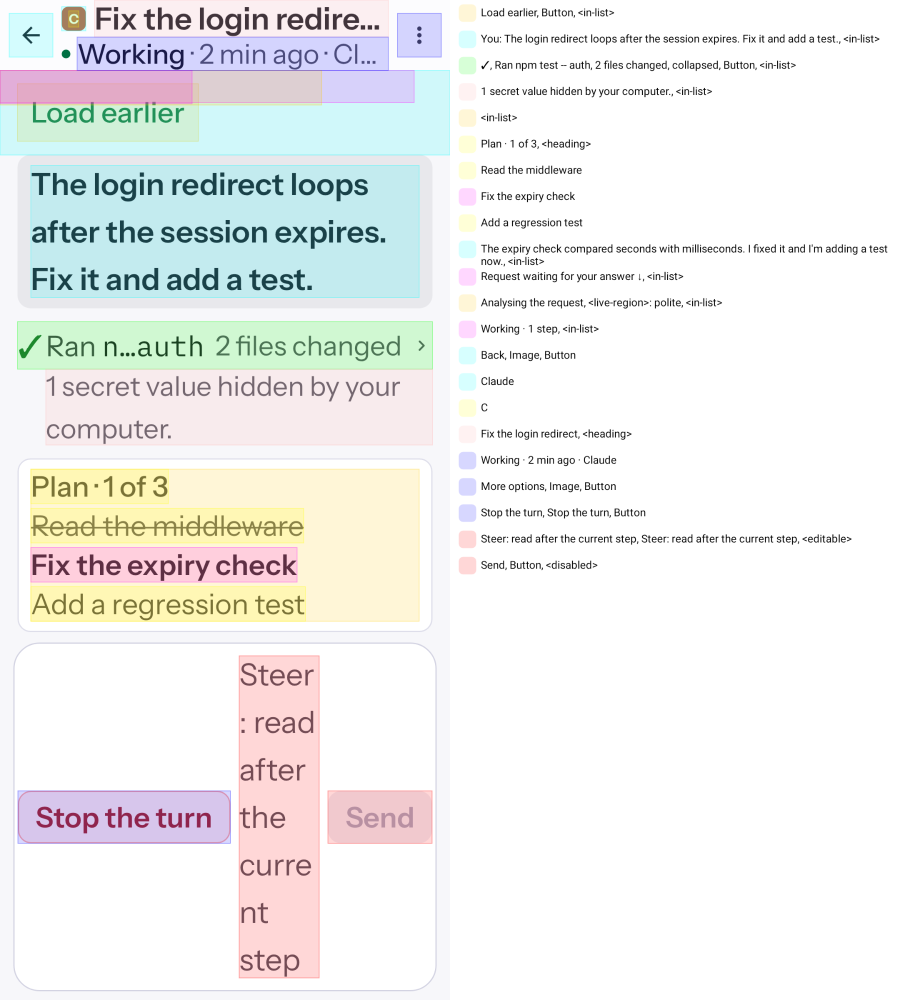 C Fix the login redire…
Working · 2 min ago · Cl…
Load earlier
The login redirect loops
after the session expires.
Fix it and add a test.
✓ Ran n…auth 2 files changed ›
1 secret value hidden by your
computer.
Plan · 1 of 3
Read the middleware
Fix the expiry check
Add a regression test
Steer
: read
after
the
curre
nt
step
Stop the turn
Send
Load earlier, Button, <in-list>
You: The login redirect loops after the session expires. Fix it and add a test., <in-list>
✓, Ran npm test – auth, 2 files changed, collapsed, Button, <in-list>
1 secret value hidden by your computer., <in-list>
<in-list>
Plan · 1 of 3, <heading>
Read the middleware
Fix the expiry check
Add a regression test
The expiry check compared seconds with milliseconds. I fixed it and I'm adding a test
now., <in-list>
Request waiting for your answer ↓, <in-list>
Analysing the request, <live-region>: polite, <in-list>
Working · 1 step, <in-list>
Back, Image, Button
Claude
C
Fix the login redirect, <heading>
Working · 2 min ago · Claude
More options, Image, Button
Stop the turn, Stop the turn, Button
Steer: read after the current step, Steer: read after the current step, <editable>
Send, Button, <disabled>